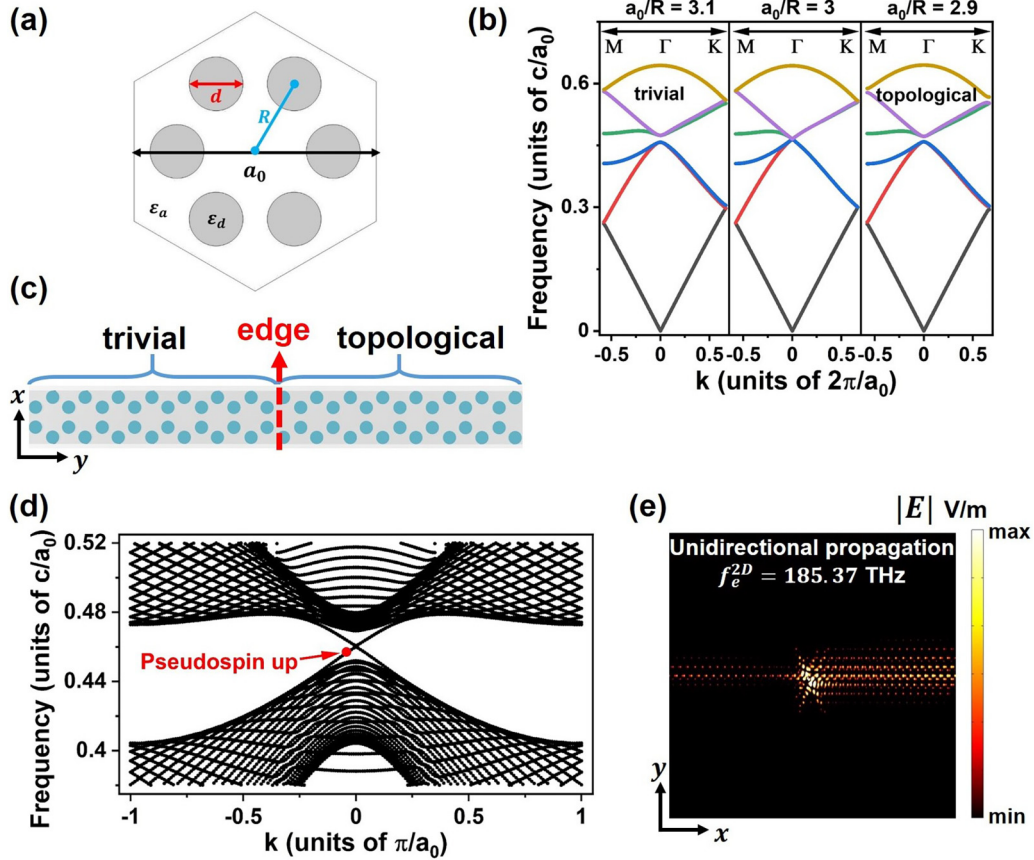 (a)
d
R
a₀
εₐ
ε_d
(b)
a₀/R = 3.1
a₀/R = 3
a₀/R = 2.9
M Γ K
M Γ K
M Γ K
trivial
topological
Frequency (units of c/a₀)
0.6
0.3
0
-0.5 0 0.5
-0.5 0 0.5
-0.5 0 0.5
k (units of 2π/a₀)
(c)
trivial
edge
topological
x
y
(d)
Frequency (units of c/a₀)
0.52
0.48
0.44
0.4
Pseudospin up
-1 -0.5 0 0.5 1
k (units of π/a₀)
(e)
|E| V/m
max
min
Unidirectional propagation
f_e^{2D} = 185.37 THz
y
x